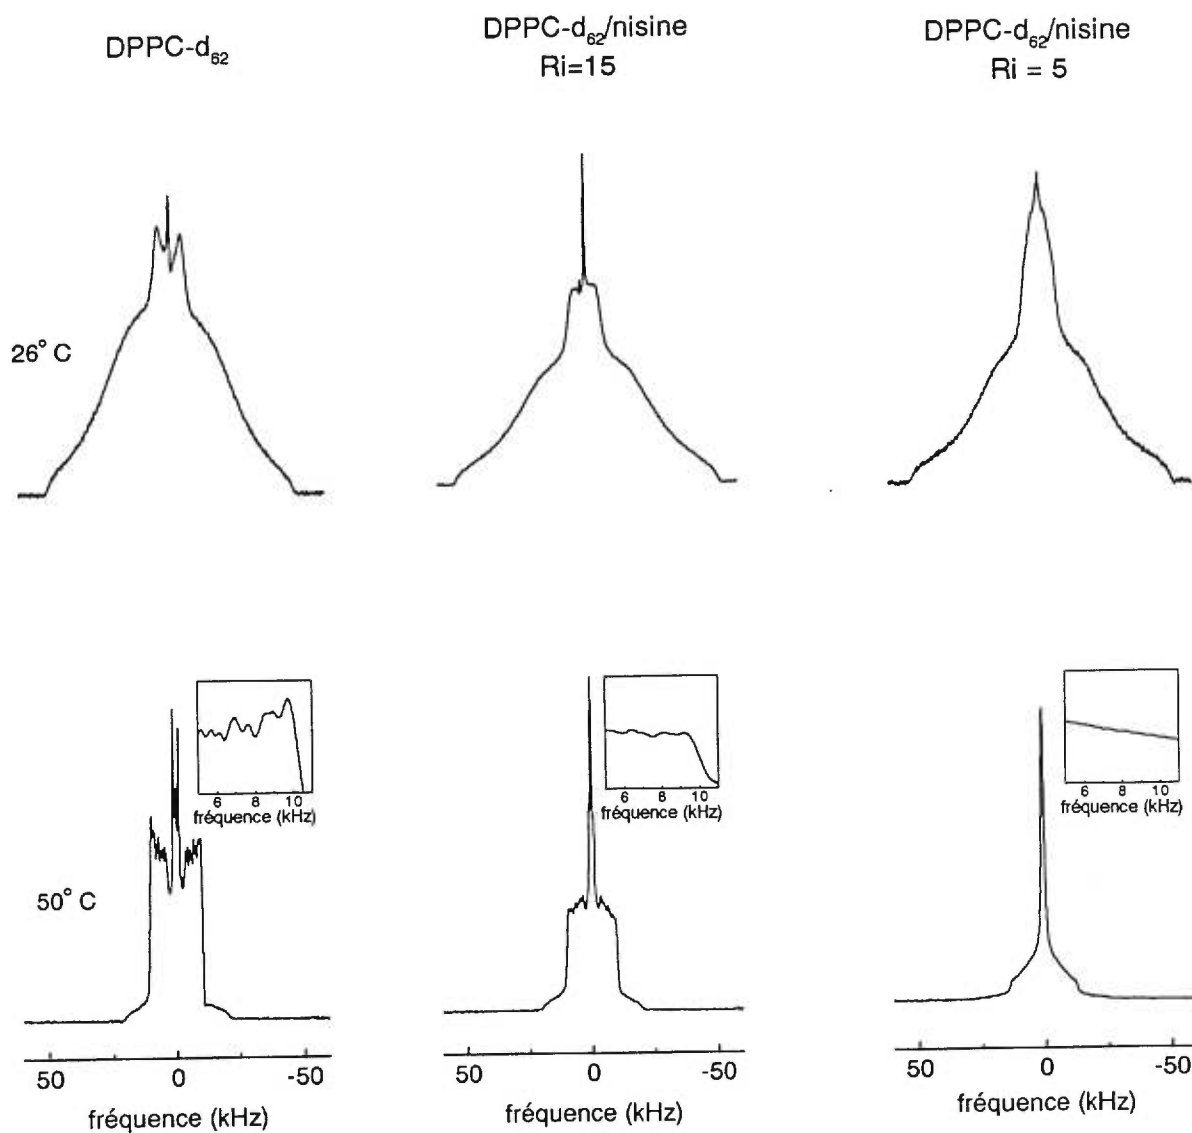 DPPC-d₆₂
DPPC-d₆₂/nisine
Ri=15
DPPC-d₆₂/nisine
Ri = 5
26° C
6 8 10
fréquence (kHz)
6 8 10
fréquence (kHz)
6 8 10
fréquence (kHz)
50° C
50 0 -50
fréquence (kHz)
50 0 -50
fréquence (kHz)
50 0 -50
fréquence (kHz)